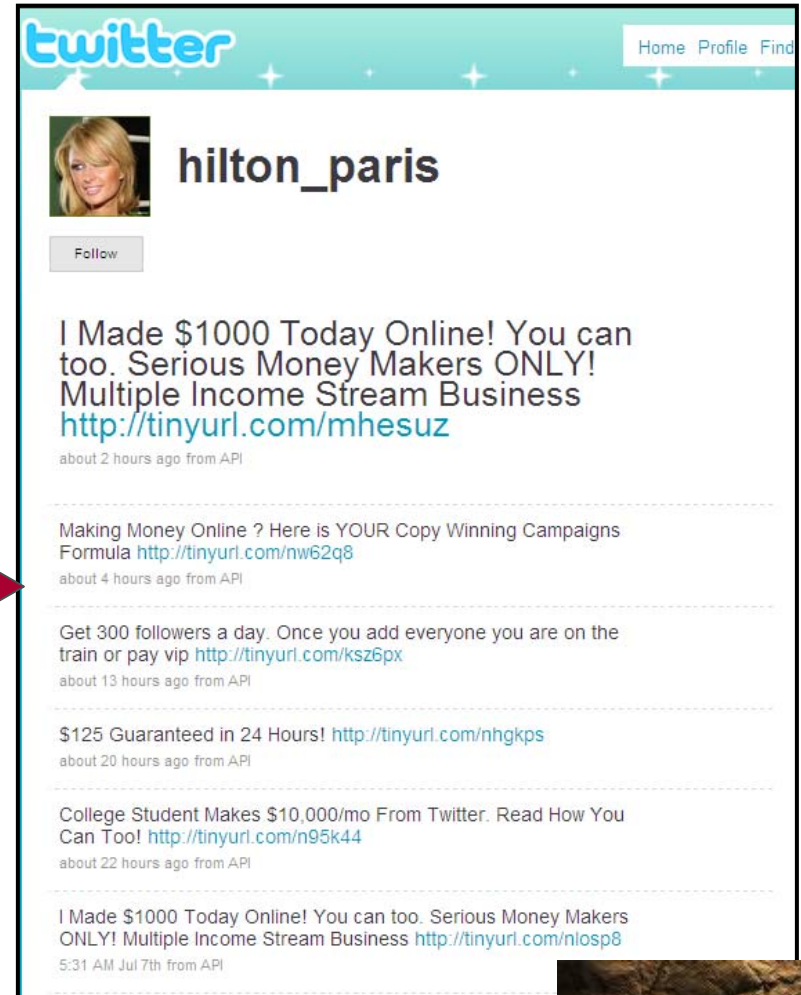 twitter
Home Profile Find
hilton_paris
Follow
I Made $1000 Today Online! You can
too. Serious Money Makers ONLY!
Multiple Income Stream Business
http://tinyurl.com/mhesuz
about 2 hours ago from API
Making Money Online ? Here is YOUR Copy Winning Campaigns
Formula http://tinyurl.com/nw62q8
about 4 hours ago from API
Get 300 followers a day. Once you add everyone you are on the
train or pay vip http://tinyurl.com/ksz6px
about 13 hours ago from API
$125 Guaranteed in 24 Hours! http://tinyurl.com/nhgkps
about 20 hours ago from API
College Student Makes $10,000/mo From Twitter. Read How You
Can Too! http://tinyurl.com/n95k44
about 22 hours ago from API
I Made $1000 Today Online! You can too. Serious Money Makers
ONLY! Multiple Income Stream Business http://tinyurl.com/nlosp8
5:31 AM Jul 7th from API